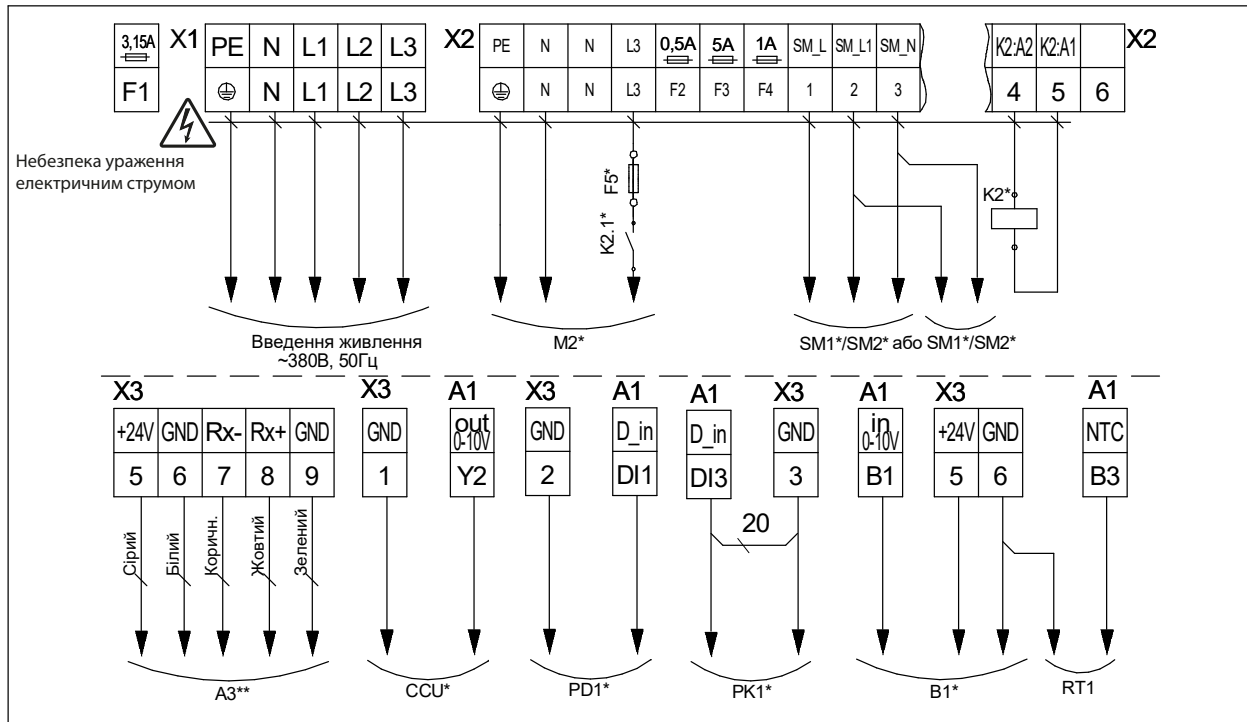 3,15A X1 PE N L1 L2 L3 X2 PE N N L3 0,5A 5A 1A SM_L SM_L1 SM_N K2:A2 K2:A1 X2
F1 N L1 L2 L3 N N L3 F2 F3 F4 1 2 3 4 5 6
Небезпека ураження
електричним струмом
F5*
K2.1*
K2*
Введення живлення
~380В, 50Гц
M2*
SM1*/SM2* або SM1*/SM2*
X3 X3 A1 X3 A1 A1 X3 A1 X3 A1
+24V GND Rx- Rx+ GND GND out 0-10V GND D_in D_in GND in 0-10V +24V GND NTC
5 6 7 8 9 1 Y2 2 DI1 DI3 3 B1 5 6 B3
20
Сірий
Білий
Коричн.
Жовтий
Зелений
A3** CCU* PD1* PK1* B1* RT1